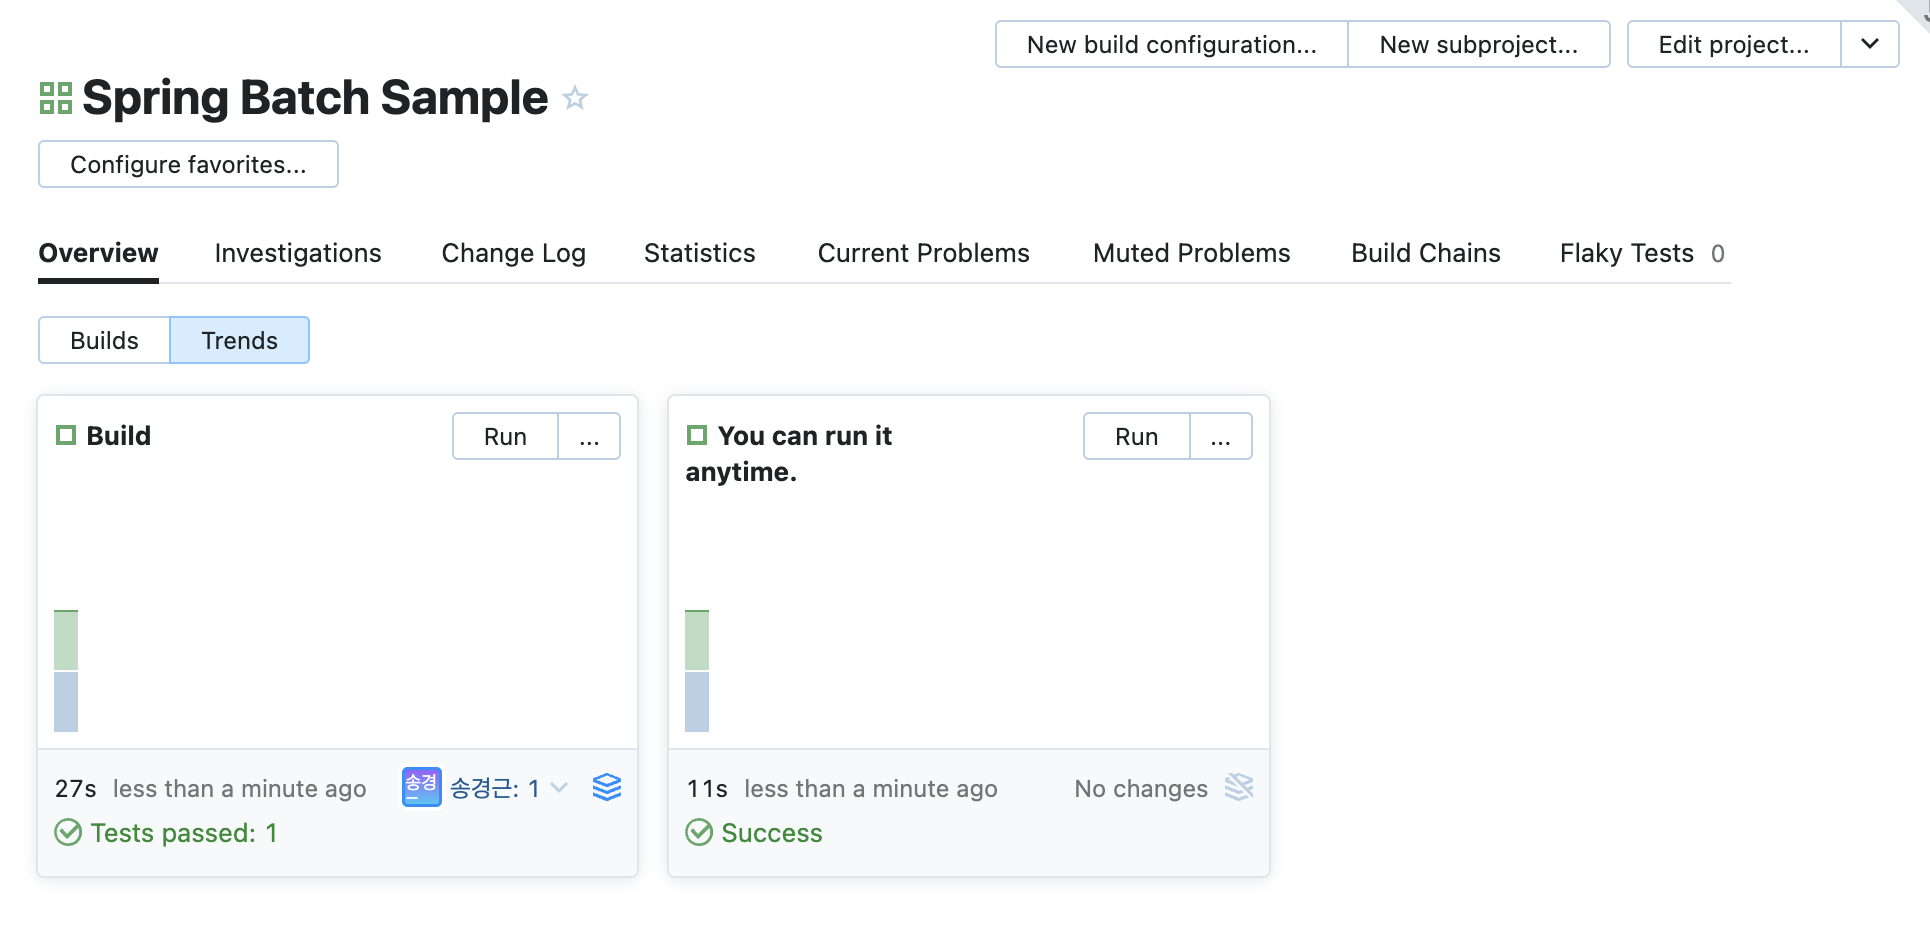 New build configuration...
New subproject...
Edit project...
Spring Batch Sample
Configure favorites...
Overview
Investigations
Change Log
Statistics
Current Problems
Muted Problems
Build Chains
Flaky Tests 0
Builds
Trends
Build
Run
...
27s less than a minute ago
송경
송경근: 1
Tests passed: 1
You can run it
anytime.
Run
...
11s less than a minute ago
No changes
Success